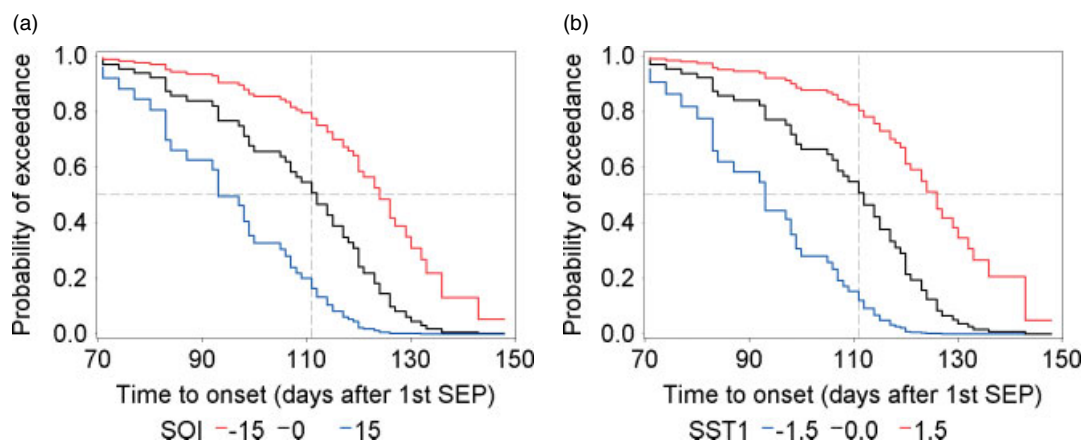 (a)
Probability of exceedance
1.0
0.8
0.6
0.4
0.2
0.0
70 90 110 130 150
Time to onset (days after 1st SEP)
SOI -15 0 15
(b)
Probability of exceedance
1.0
0.8
0.6
0.4
0.2
0.0
70 90 110 130 150
Time to onset (days after 1st SEP)
SST1 -1.5 0.0 1.5